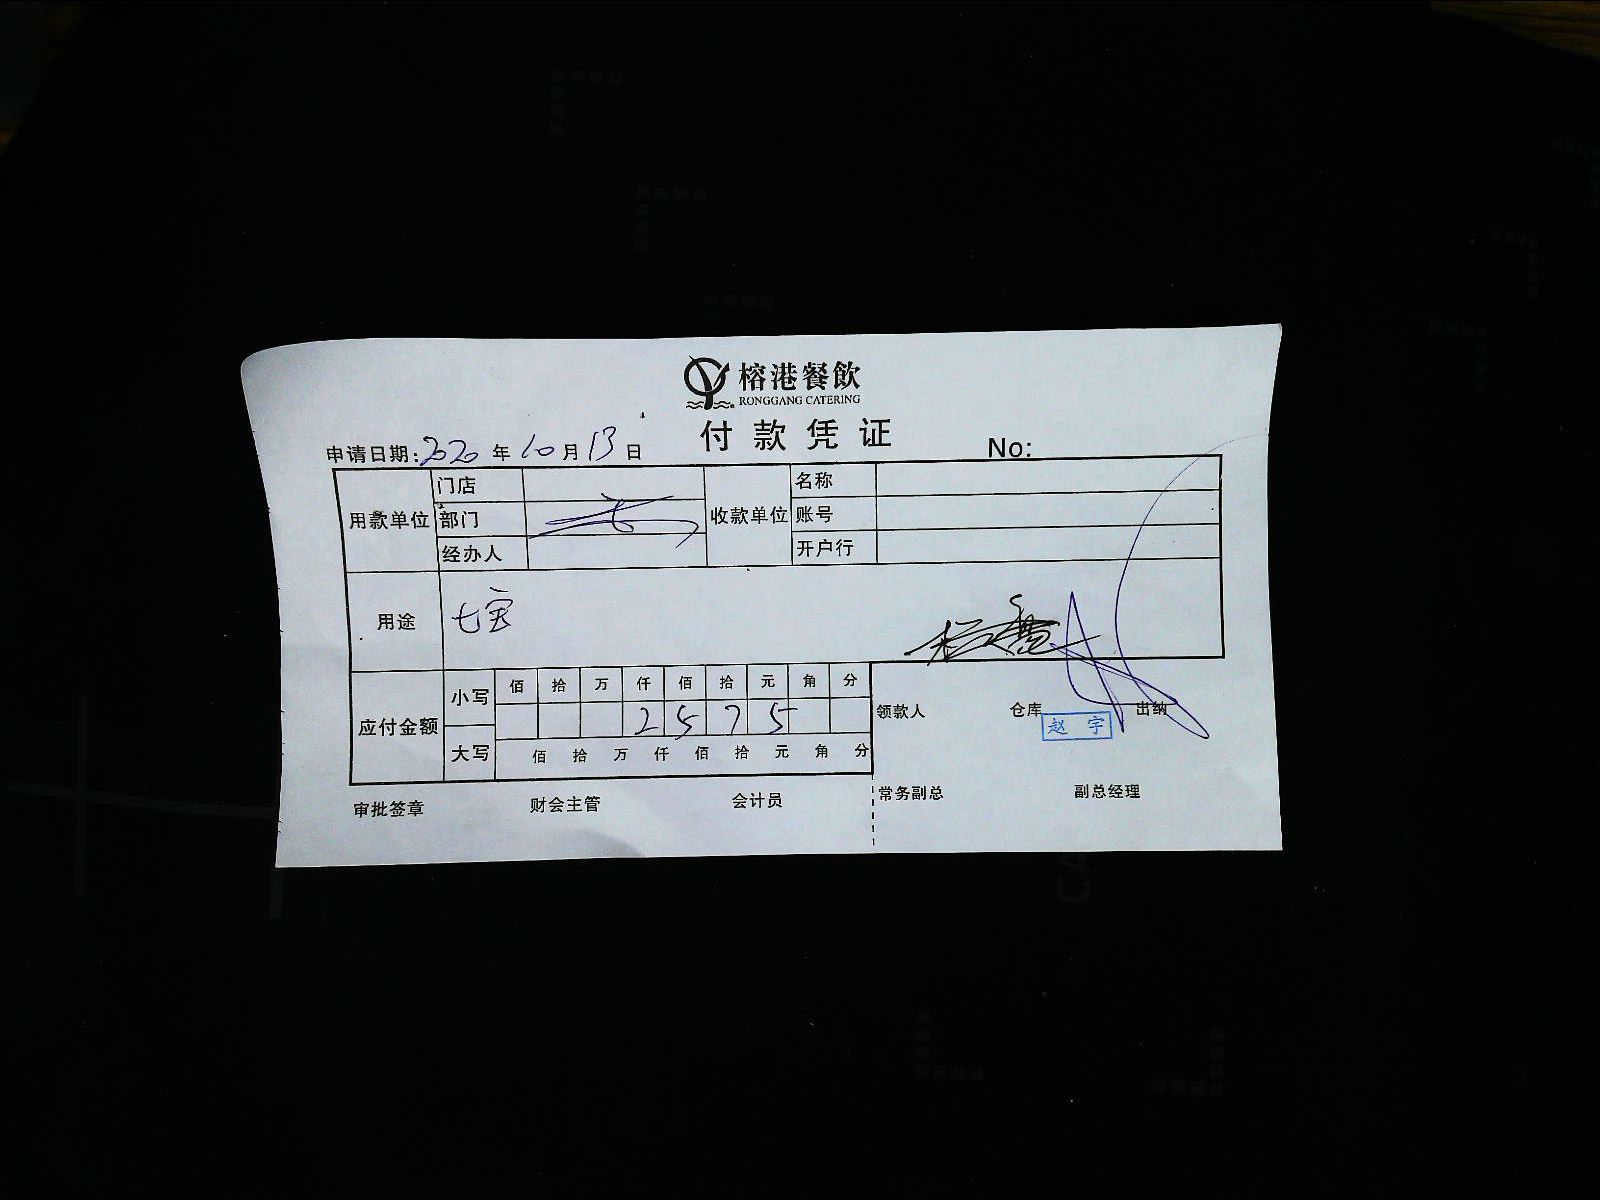 榕港餐飲
RONGGANG CATERING
付款凭证
申请日期:2020年10月13日
No:
用款单位
门店
部门
经办人
收款单位
名称
账号
开户行
用途
七宝
应付金额
小写
佰 拾 万 仟 佰 拾 元 角 分
2 5 7 5
大写
佰 拾 万 仟 佰 拾 元 角 分
领款人 仓库 出纳
赵宇
审批签章 财会主管 会计员 常务副总 副总经理